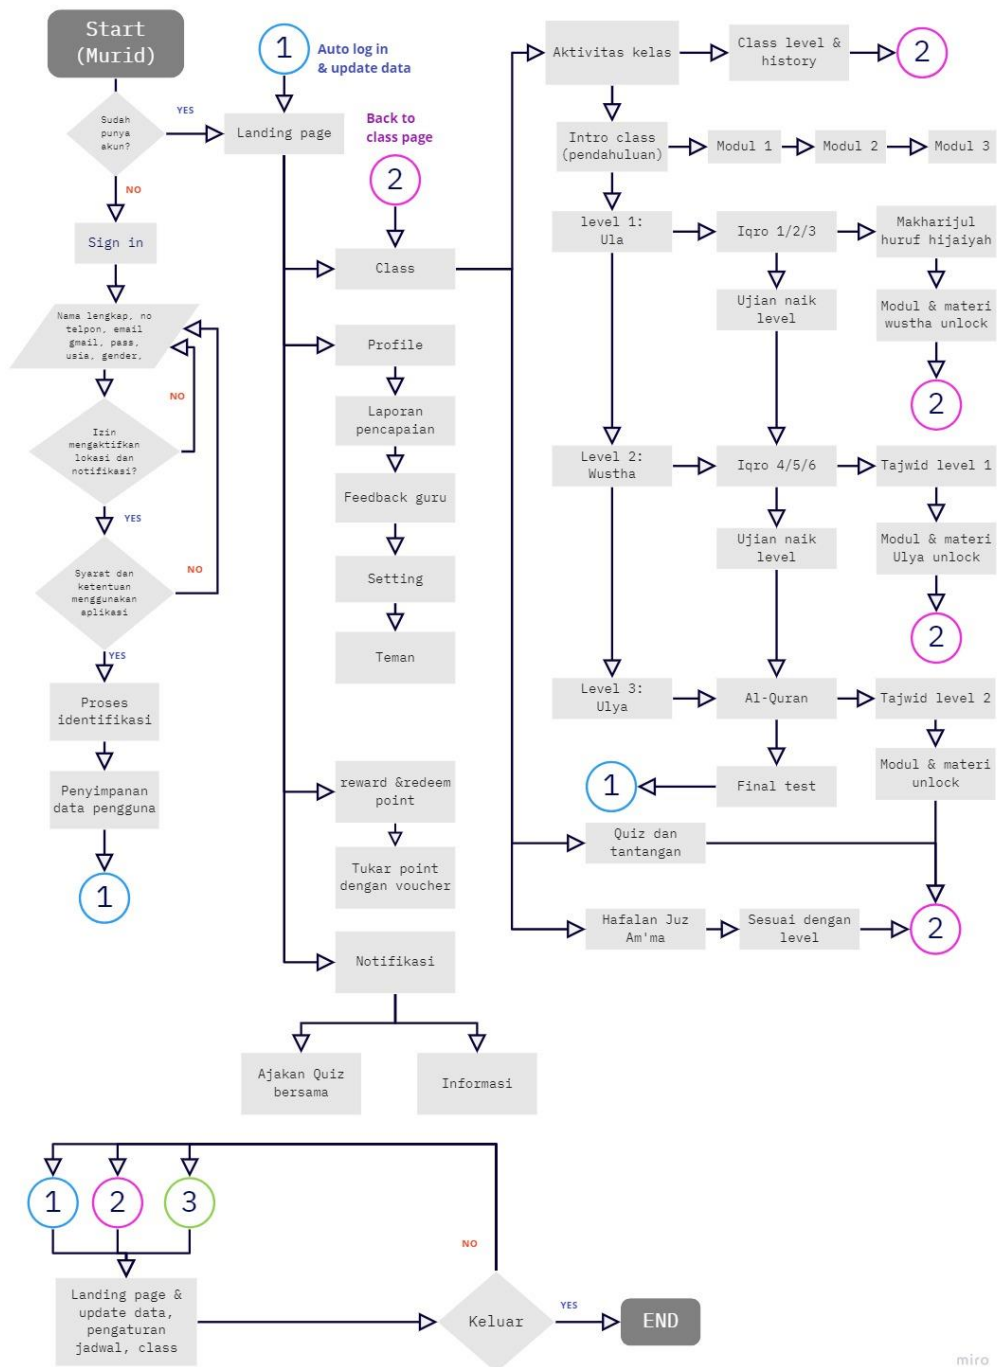 Start
(Murid)
1
Auto log in
& update data
Sudah
punya
akun?
YES
NO
Landing page
Back to
class page
2
Class
Sign in
Nama lengkap, no
telpon, email
gmail, pass,
usia, gender,
Izin
mengaktifkan
lokasi dan
notifikasi?
NO
YES
Syarat dan
ketentuan
menggunakan
aplikasi
NO
YES
Proses
identifikasi
Penyimpanan
data pengguna
1
Profile
Laporan
pencapaian
Feedback guru
Setting
Teman
reward &redeem
point
Tukar point
dengan voucher
Notifikasi
Ajakan Quiz
bersama
Informasi
Aktivitas kelas
Class level &
history
2
Intro class
(pendahuluan)
Modul 1
Modul 2
Modul 3
level 1:
Ula
Iqro 1/2/3
Makharijul
huruf hijaiyah
Ujian naik
level
Modul & materi
wustha unlock
2
Level 2:
Wustha
Iqro 4/5/6
Tajwid level 1
Ujian naik
level
Modul & materi
Ulya unlock
2
Level 3:
Ulya
Al-Quran
Tajwid level 2
1
Final test
Modul & materi
unlock
Quiz dan
tantangan
Hafalan Juz
Am'ma
Sesuai dengan
level
2
1
2
3
Landing page &
update data,
pengaturan
jadwal, class
NO
Keluar
YES
END
miro